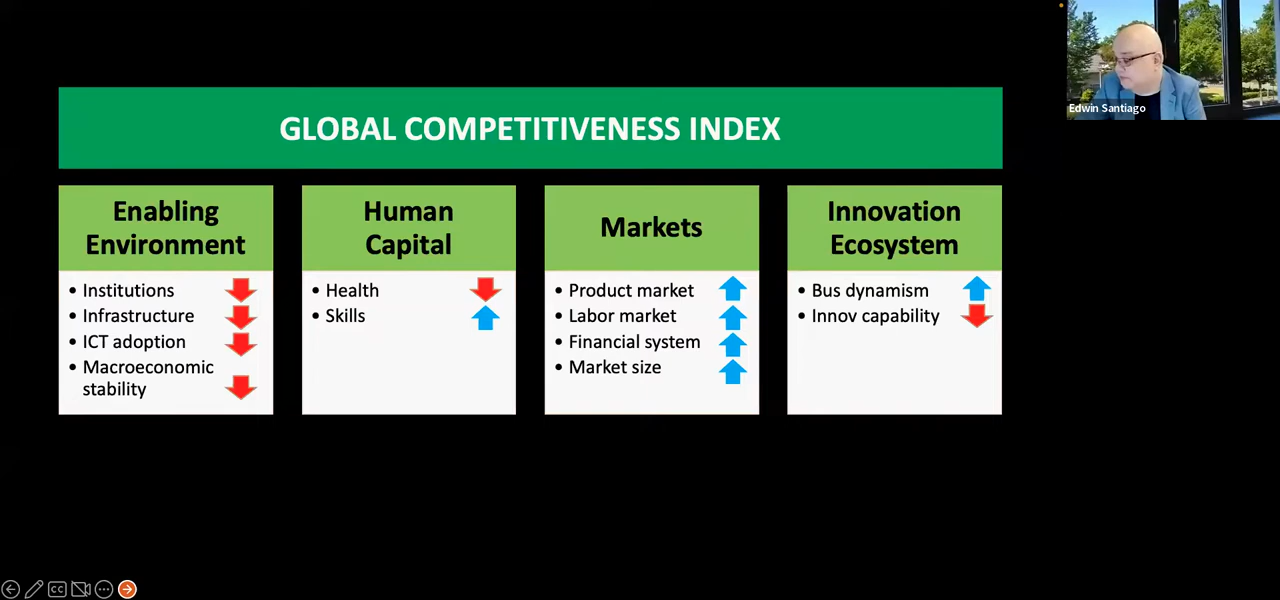 GLOBAL COMPETITIVENESS INDEX
Enabling
Environment
• Institutions
• Infrastructure
• ICT adoption
• Macroeconomic
stability
Human
Capital
• Health
• Skills
Markets
• Product market
• Labor market
• Financial system
• Market size
Innovation
Ecosystem
• Bus dynamism
• Innov capability
Edwin Santiago
CC